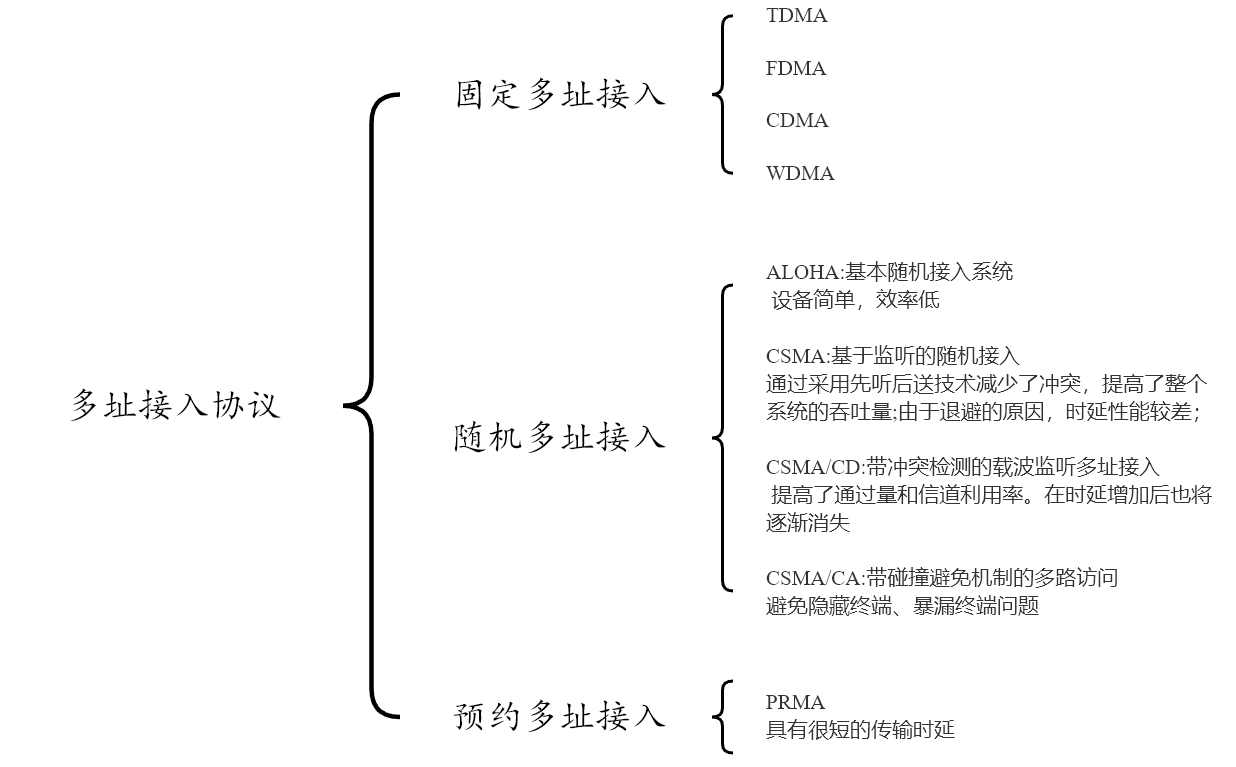 多址接入协议
固定多址接入
TDMA
FDMA
CDMA
WDMA
随机多址接入
ALOHA:基本随机接入系统
设备简单，效率低
CSMA:基于监听的随机接入
通过采用先听后送技术减少了冲突，提高了整个
系统的吞吐量;由于退避的原因，时延性能较差；
CSMA/CD:带冲突检测的载波监听多址接入
提高了通过量和信道利用率。在时延增加后也将
逐渐消失
CSMA/CA:带碰撞避免机制的多路访问
避免隐藏终端、暴漏终端问题
预约多址接入
PRMA
具有很短的传输时延